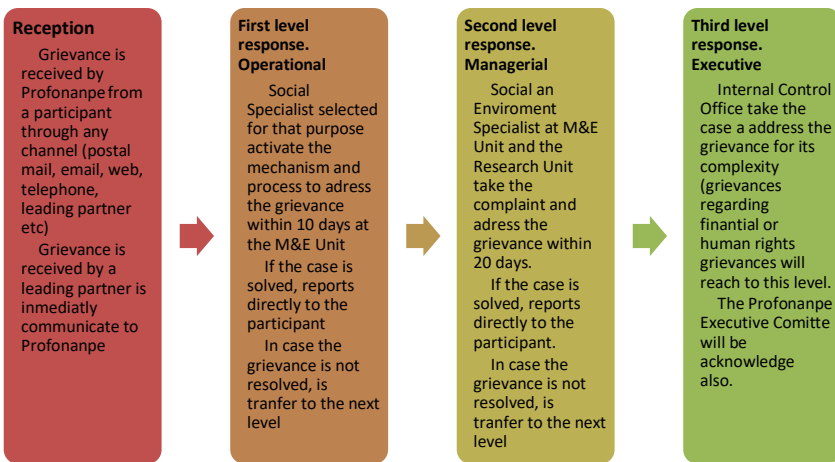 Reception
Grievance is
received by
Profonanpe from
a participant
through any
channel (postal
mail, email, web,
telephone,
leading partner
etc)
Grievance is
received by a
leading partner is
inmediatly
communicate to
Profonanpe
First level
response.
Operational
Social
Specialist selected
for that purpose
activate the
mechanism and
process to adress
the grievance
within 10 days at
the M&E Unit
If the case is
solved, reports
directly to the
participant
In case the
grievance is not
resolved, is
tranfer to the next
level
Second level
response.
Managerial
Social an
Enviroment
Specialist at M&E
Unit and the
Research Unit
take the
complaint and
adress the
grievance within
20 days.
If the case is
solved, reports
directly to the
participant.
In case the
grievance is not
resolved, is
tranfer to the next
level
Third level
response.
Executive
Internal Control
Office take the
case a address the
grievance for its
complexity
(grievances
regarding
finantial or
human rights
grievances will
reach to this level.
The Profonanpe
Executive Comitte
will be
acknowledge
also.